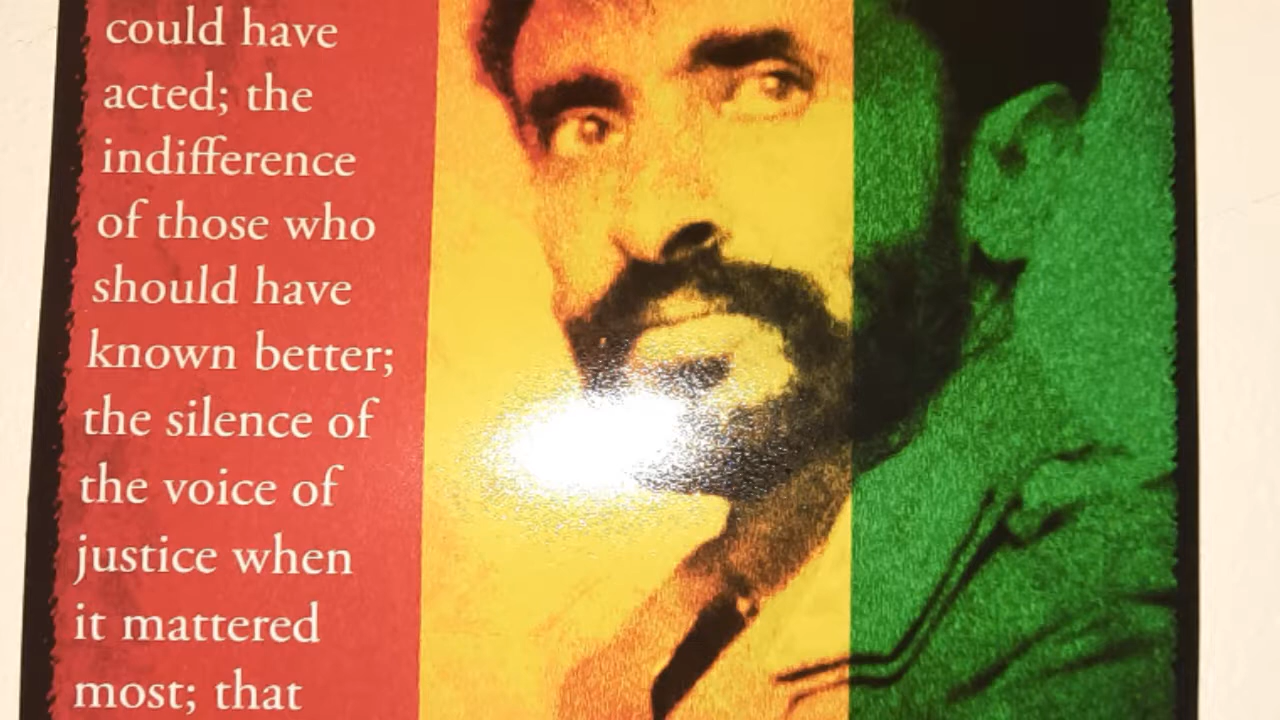 could have
acted; the
indifference
of those who
should have
known better;
the silence of
the voice of
justice when
it mattered
most; that